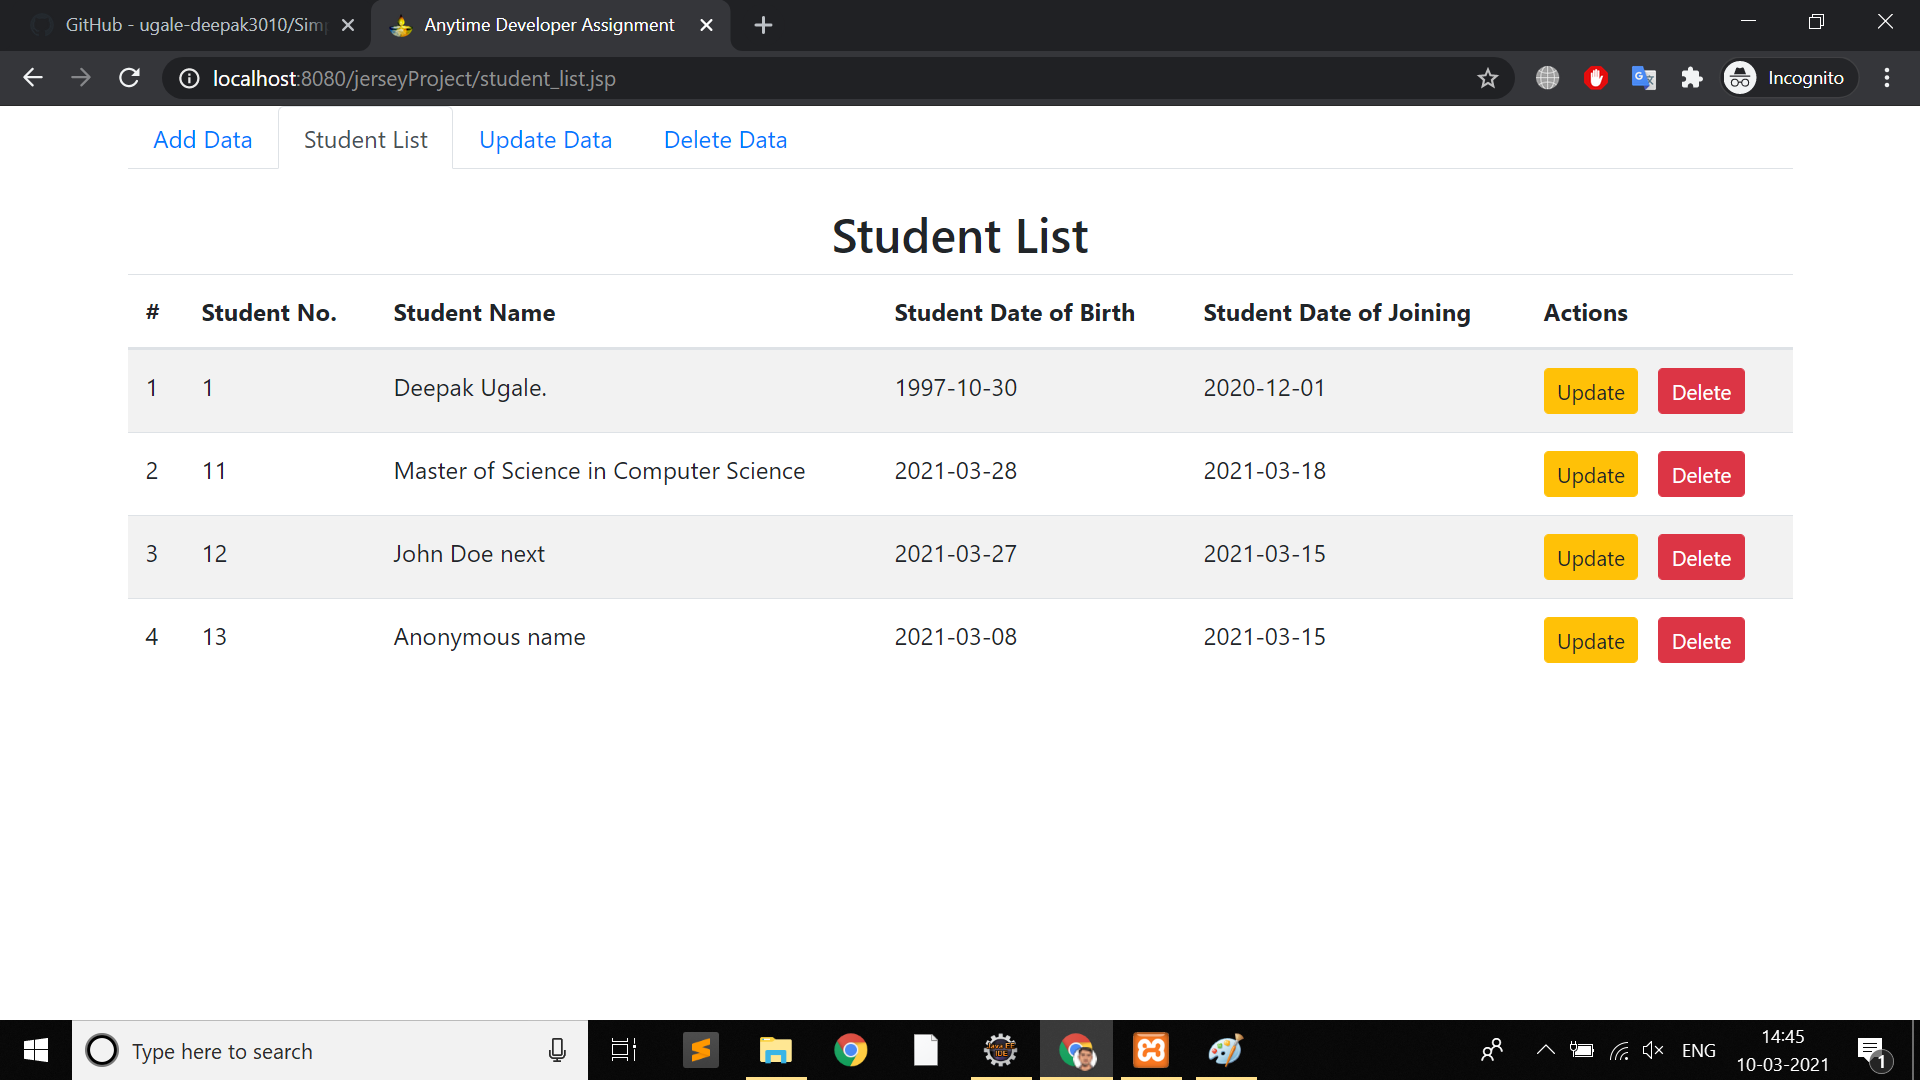 GitHub - ugale-deepak3010/Sim
Anytime Developer Assignment
localhost:8080/jerseyProject/student_list.jsp
Incognito
Add Data
Student List
Update Data
Delete Data
Student List
# Student No. Student Name Student Date of Birth Student Date of Joining Actions
1 1 Deepak Ugale. 1997-10-30 2020-12-01 Update Delete
2 11 Master of Science in Computer Science 2021-03-28 2021-03-18 Update Delete
3 12 John Doe next 2021-03-27 2021-03-15 Update Delete
4 13 Anonymous name 2021-03-08 2021-03-15 Update Delete
Type here to search
Java EE
IDE
ENG
14:45
10-03-2021
1